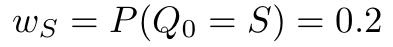 $w_S = P(Q_0 = S) = 0.2$